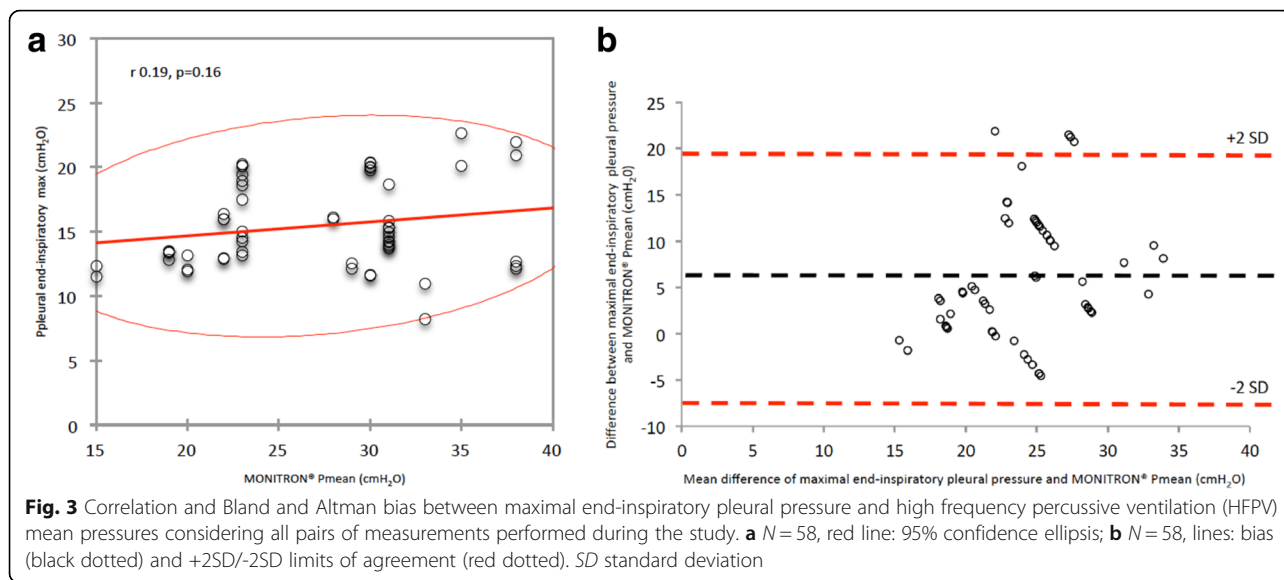 a
30
25
20
15
10
5
0
r 0.19, p=0.16
Ppleural end-inspiratory max (cmH₂O)
15 20 25 30 35 40
MONITRON® Pmean (cmH₂O)
b
25
20
15
10
5
0
-5
-10
+2 SD
-2 SD
Difference between maximal end-inspiratory pleural pressure
and MONITRON® Pmean (cmH₂0)
0 5 10 15 20 25 30 35 40
Mean difference of maximal end-inspiratory pleural pressure and MONITRON® Pmean (cmH₂O)
Fig. 3 Correlation and Bland and Altman bias between maximal end-inspiratory pleural pressure and high frequency percussive ventilation (HFPV)
mean pressures considering all pairs of measurements performed during the study. a N = 58, red line: 95% confidence ellipsis; b N = 58, lines: bias
(black dotted) and +2SD/-2SD limits of agreement (red dotted). SD standard deviation